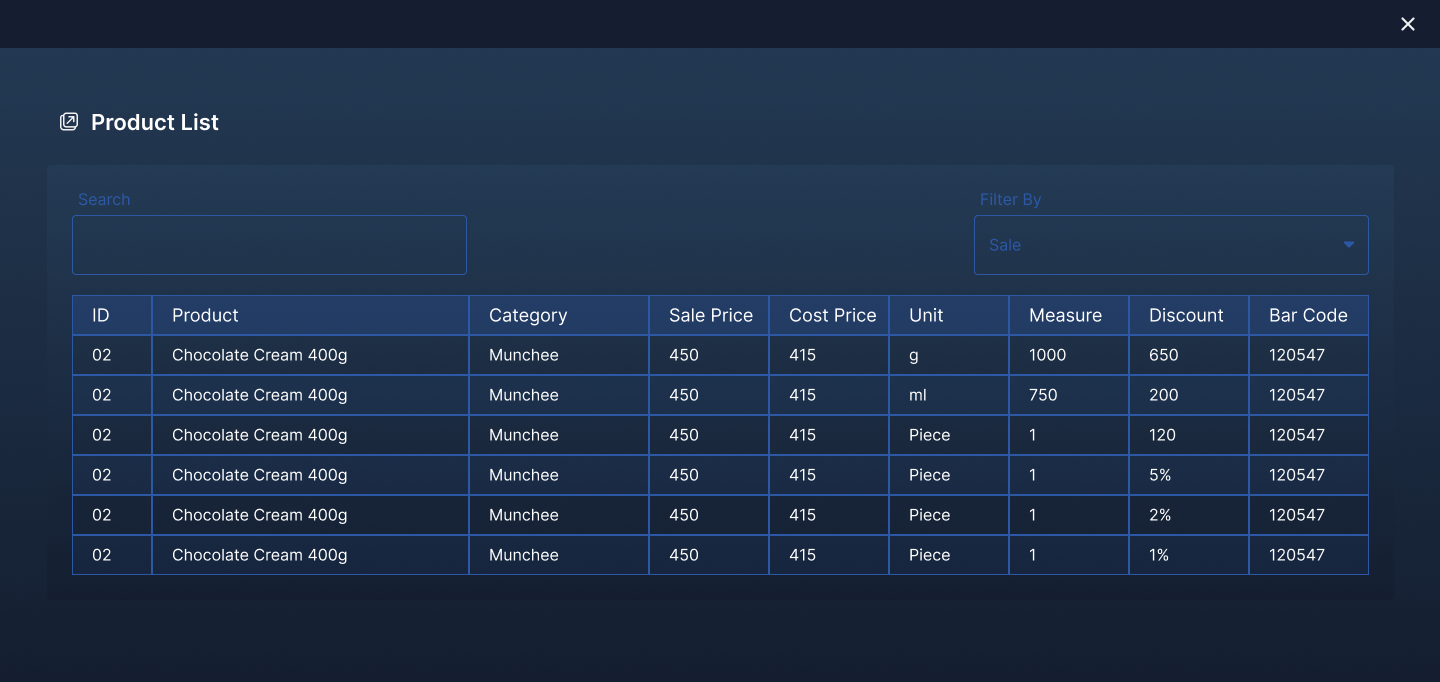 Product List
Search Filter By
Sale
ID Product Category Sale Price Cost Price Unit Measure Discount Bar Code
02 Chocolate Cream 400g Munchee 450 415 g 1000 650 120547
02 Chocolate Cream 400g Munchee 450 415 ml 750 200 120547
02 Chocolate Cream 400g Munchee 450 415 Piece 1 120 120547
02 Chocolate Cream 400g Munchee 450 415 Piece 1 5% 120547
02 Chocolate Cream 400g Munchee 450 415 Piece 1 2% 120547
02 Chocolate Cream 400g Munchee 450 415 Piece 1 1% 120547